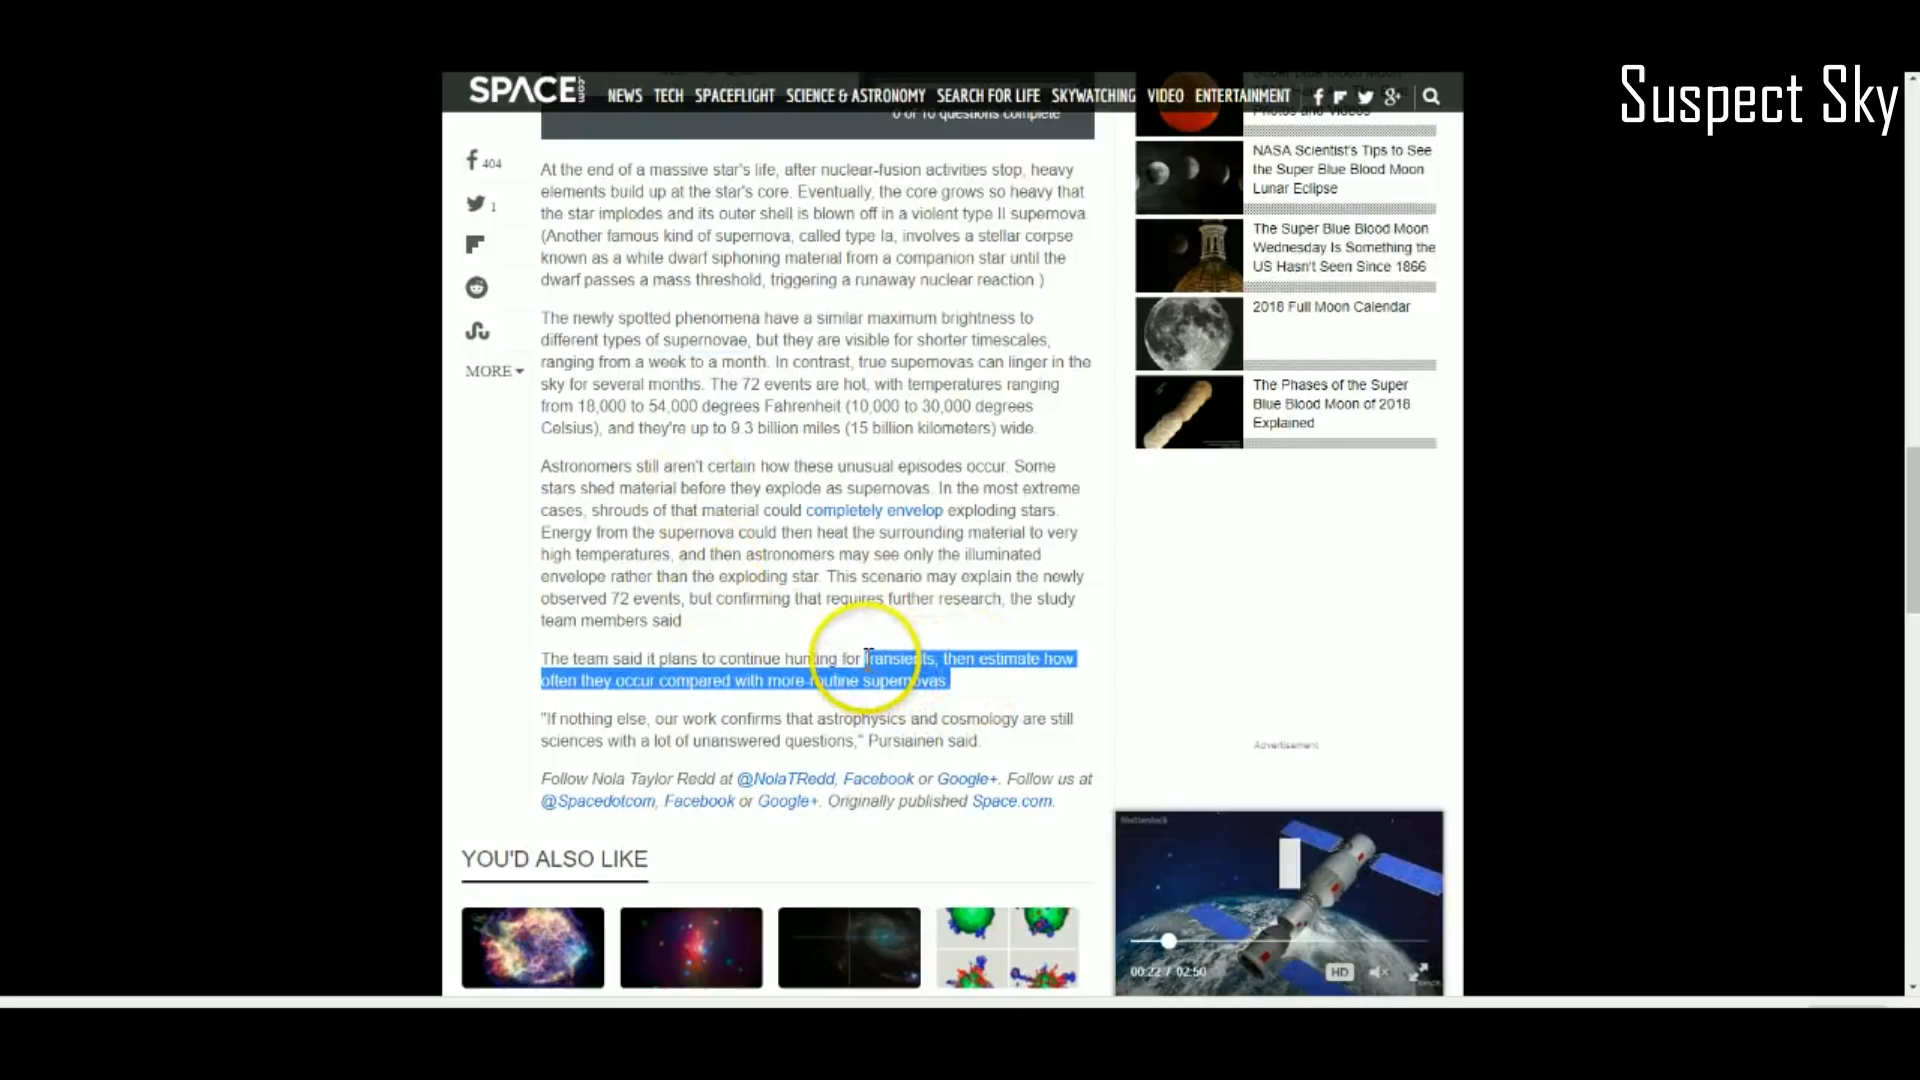 Suspect Sky
SPACE.com
NEWS TECH SPACEFLIGHT SCIENCE & ASTRONOMY SEARCH FOR LIFE SKYWATCHING VIDEO ENTERTAINMENT
0 of 10 questions complete
404
1
MORE
At the end of a massive star's life, after nuclear-fusion activities stop, heavy
elements build up at the star's core. Eventually, the core grows so heavy that
the star implodes and its outer shell is blown off in a violent type II supernova.
(Another famous kind of supernova, called type Ia, involves a stellar corpse
known as a white dwarf siphoning material from a companion star until the
dwarf passes a mass threshold, triggering a runaway nuclear reaction.)
The newly spotted phenomena have a similar maximum brightness to
different types of supernovae, but they are visible for shorter timescales,
ranging from a week to a month. In contrast, true supernovas can linger in the
sky for several months. The 72 events are hot, with temperatures ranging
from 18,000 to 54,000 degrees Fahrenheit (10,000 to 30,000 degrees
Celsius), and they're up to 9.3 billion miles (15 billion kilometers) wide.
Astronomers still aren't certain how these unusual episodes occur. Some
stars shed material before they explode as supernovas. In the most extreme
cases, shrouds of that material could completely envelop exploding stars.
Energy from the supernova could then heat the surrounding material to very
high temperatures, and then astronomers may see only the illuminated
envelope rather than the exploding star. This scenario may explain the newly
observed 72 events, but confirming that requires further research, the study
team members said.
The team said it plans to continue hunting for transients, then estimate how
often they occur compared with more-routine supernovas.
"If nothing else, our work confirms that astrophysics and cosmology are still
sciences with a lot of unanswered questions," Pursiainen said.
Follow Nola Taylor Redd at @NolaTRedd, Facebook or Google+. Follow us at
@Spacedotcom, Facebook or Google+. Originally published Space.com.
YOU'D ALSO LIKE
Super Blue Blood Moon
Photos and Videos
NASA Scientist's Tips to See
the Super Blue Blood Moon
Lunar Eclipse
The Super Blue Blood Moon
Wednesday Is Something the
US Hasn't Seen Since 1866
2018 Full Moon Calendar
The Phases of the Super
Blue Blood Moon of 2018
Explained
Advertisement
Shutterstock
00:22 / 02:50
HD